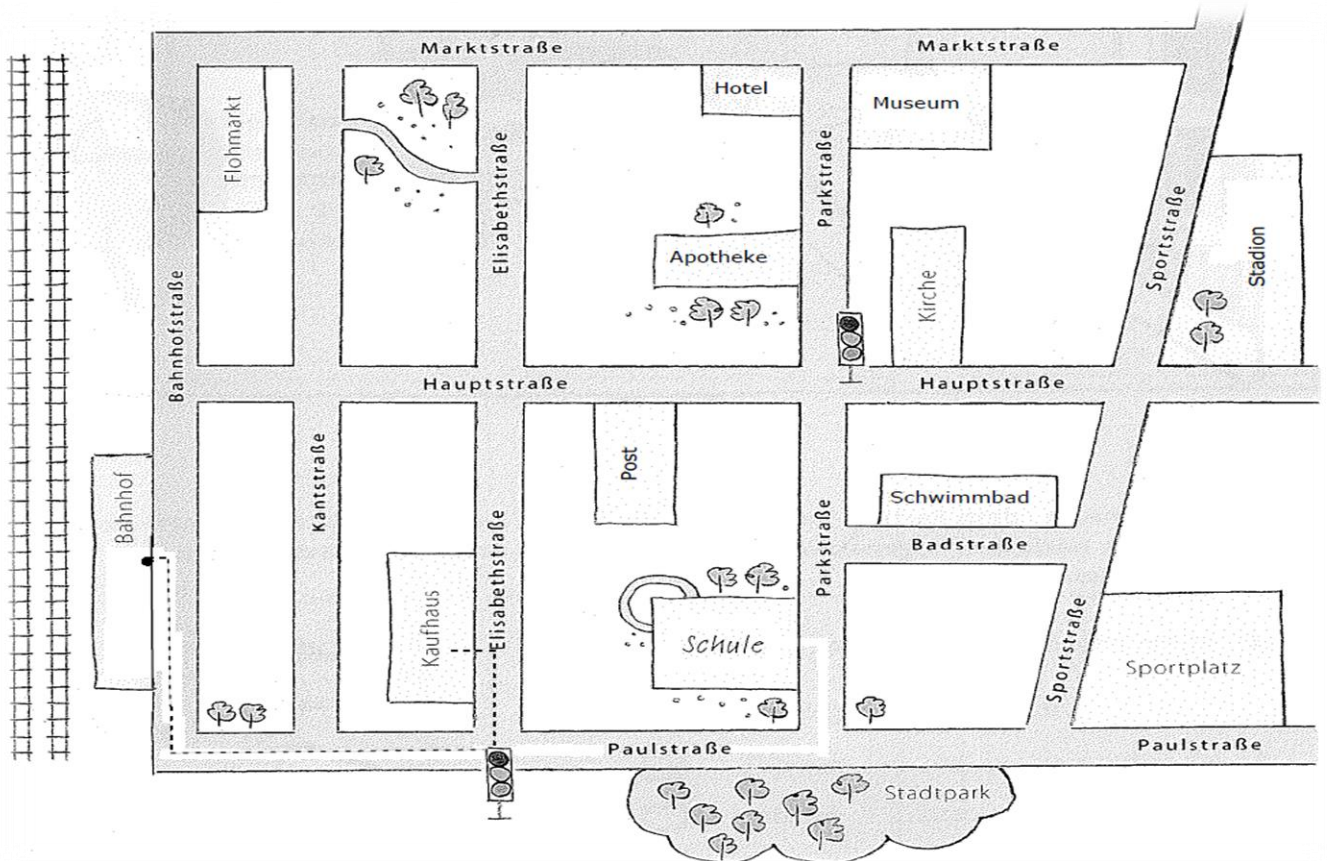 Marktstraße
Marktstraße
Flohmarkt
Hotel
Museum
Bahnhofstraße
Elisabethstraße
Parkstraße
Sportstraße
Apotheke
Kirche
Stadion
Hauptstraße
Hauptstraße
Bahnhof
Kantstraße
Post
Schwimmbad
Kaufhaus
Elisabethstraße
Parkstraße
Badstraße
Schule
Sportstraße
Sportplatz
Paulstraße
Paulstraße
Stadtpark